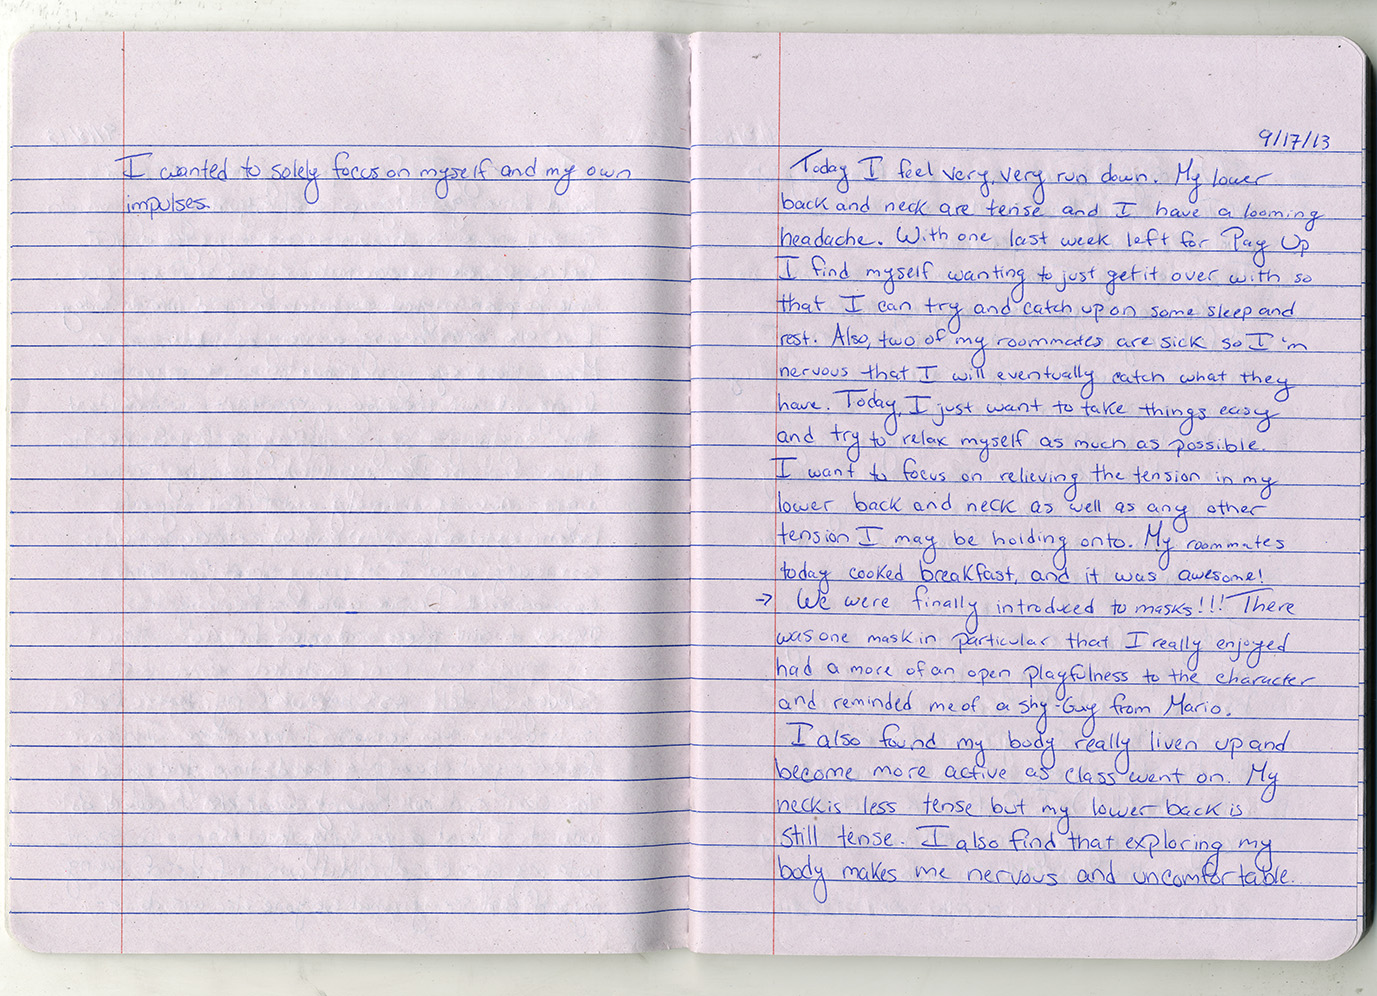 I wanted to solely focus on myself and my own
impulses.
9/17/13
Today I feel very, very run down. My lower
back and neck are tense and I have a looming
headache. With one last week left for Pay Up
I find myself wanting to just get it over with so
that I can try and catch up on some sleep and
rest. Also, two of my roommates are sick so I'm
nervous that I will eventually catch what they
have. Today, I just want to take things easy
and try to relax myself as much as possible.
I want to focus on relieving the tension in my
lower back and neck as well as any other
tension I may be holding onto. My roommates
today cooked breakfast, and it was awesome!
→ We were finally introduced to masks!!! There
was one mask in particular that I really enjoyed
had a more of an open playfulness to the character
and reminded me of a shy-Guy from Mario.
I also found my body really liven up and
become more active as class went on. My
neck is less tense but my lower back is
still tense. I also find that exploring my
body makes me nervous and uncomfortable.